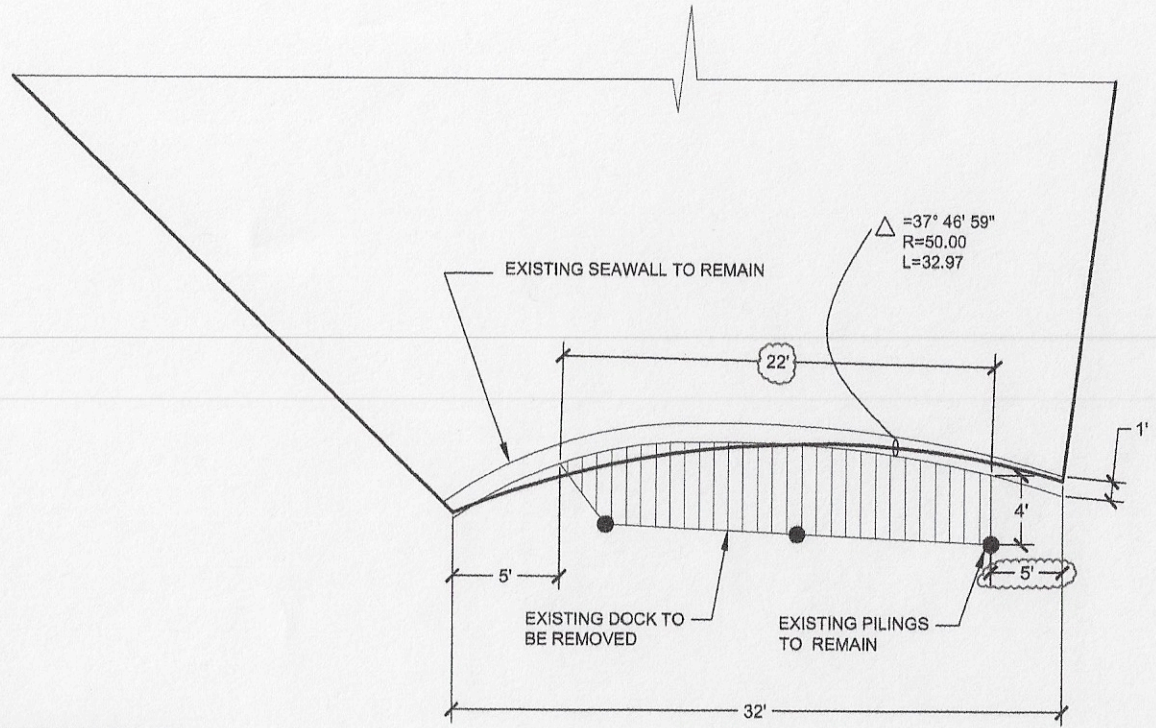 △ =37° 46' 59"
R=50.00
L=32.97
EXISTING SEAWALL TO REMAIN
22'
1'
4'
5'
5'
EXISTING DOCK TO
BE REMOVED
EXISTING PILINGS
TO REMAIN
32'